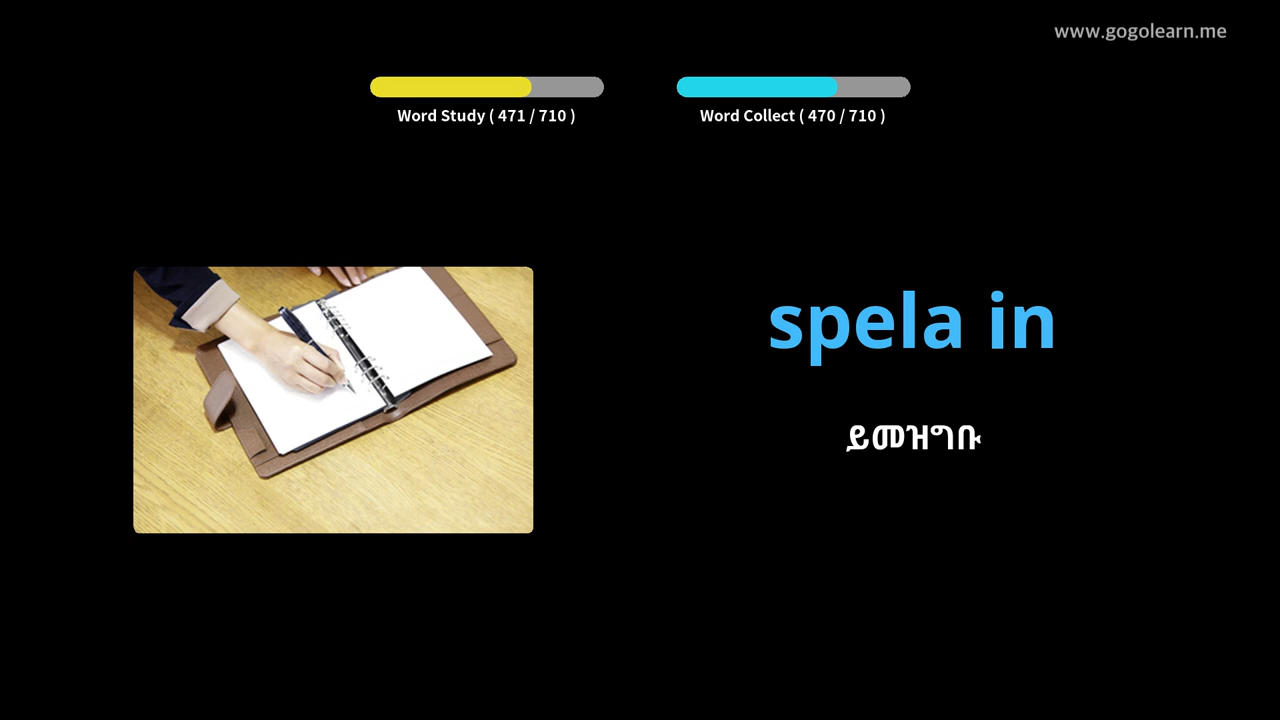 www.gogolearn.me
Word Study ( 471 / 710 )
Word Collect ( 470 / 710 )
spela in
ይመዝግቡ